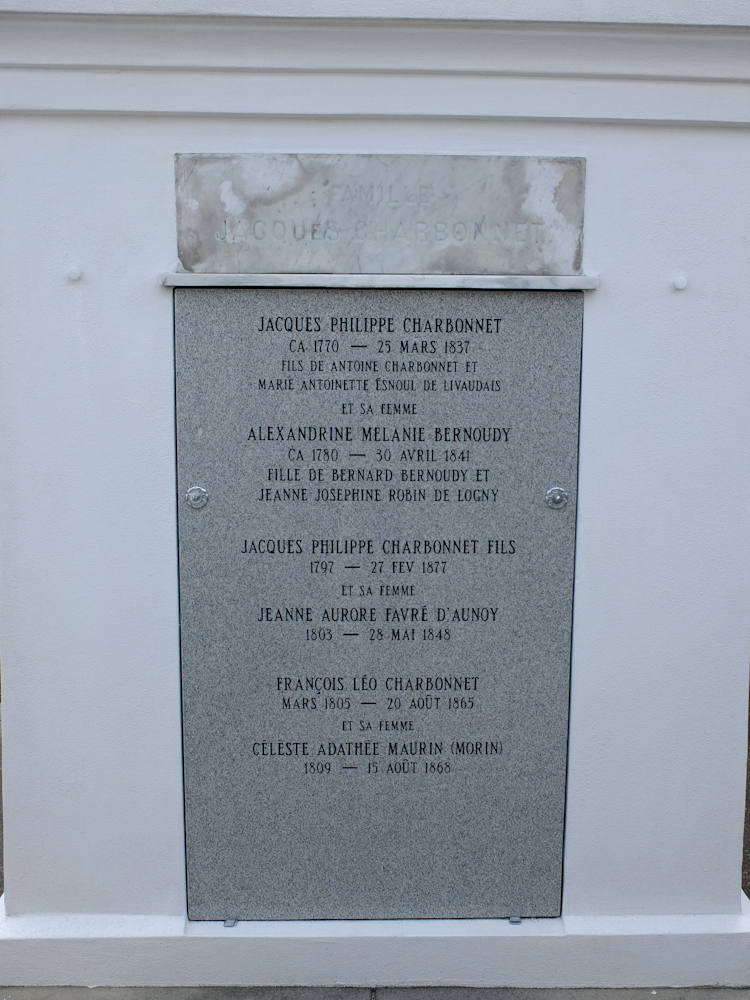 FAMILLE
JACQUES CHARBONNET
JACQUES PHILIPPE CHARBONNET
CA 1770 — 25 MARS 1837
FILS DE ANTOINE CHARBONNET ET
MARIE ANTOINETTE ESNOUL DE LIVAUDAIS
ET SA FEMME
ALEXANDRINE MELANIE BERNOUDY
CA 1780 — 30 AVRIL 1841
FILLE DE BERNARD BERNOUDY ET
JEANNE JOSEPHINE ROBIN DE LOGNY
JACQUES PHILIPPE CHARBONNET FILS
1797 — 27 FEV 1877
ET SA FEMME
JEANNE AURORE FAVRÉ D'AUNOY
1803 — 28 MAI 1848
FRANÇOIS LÉO CHARBONNET
MARS 1805 — 20 AOÛT 1865
ET SA FEMME
CÉLESTE ADATHÉE MAURIN (MORIN)
1809 — 15 AOÛT 1868